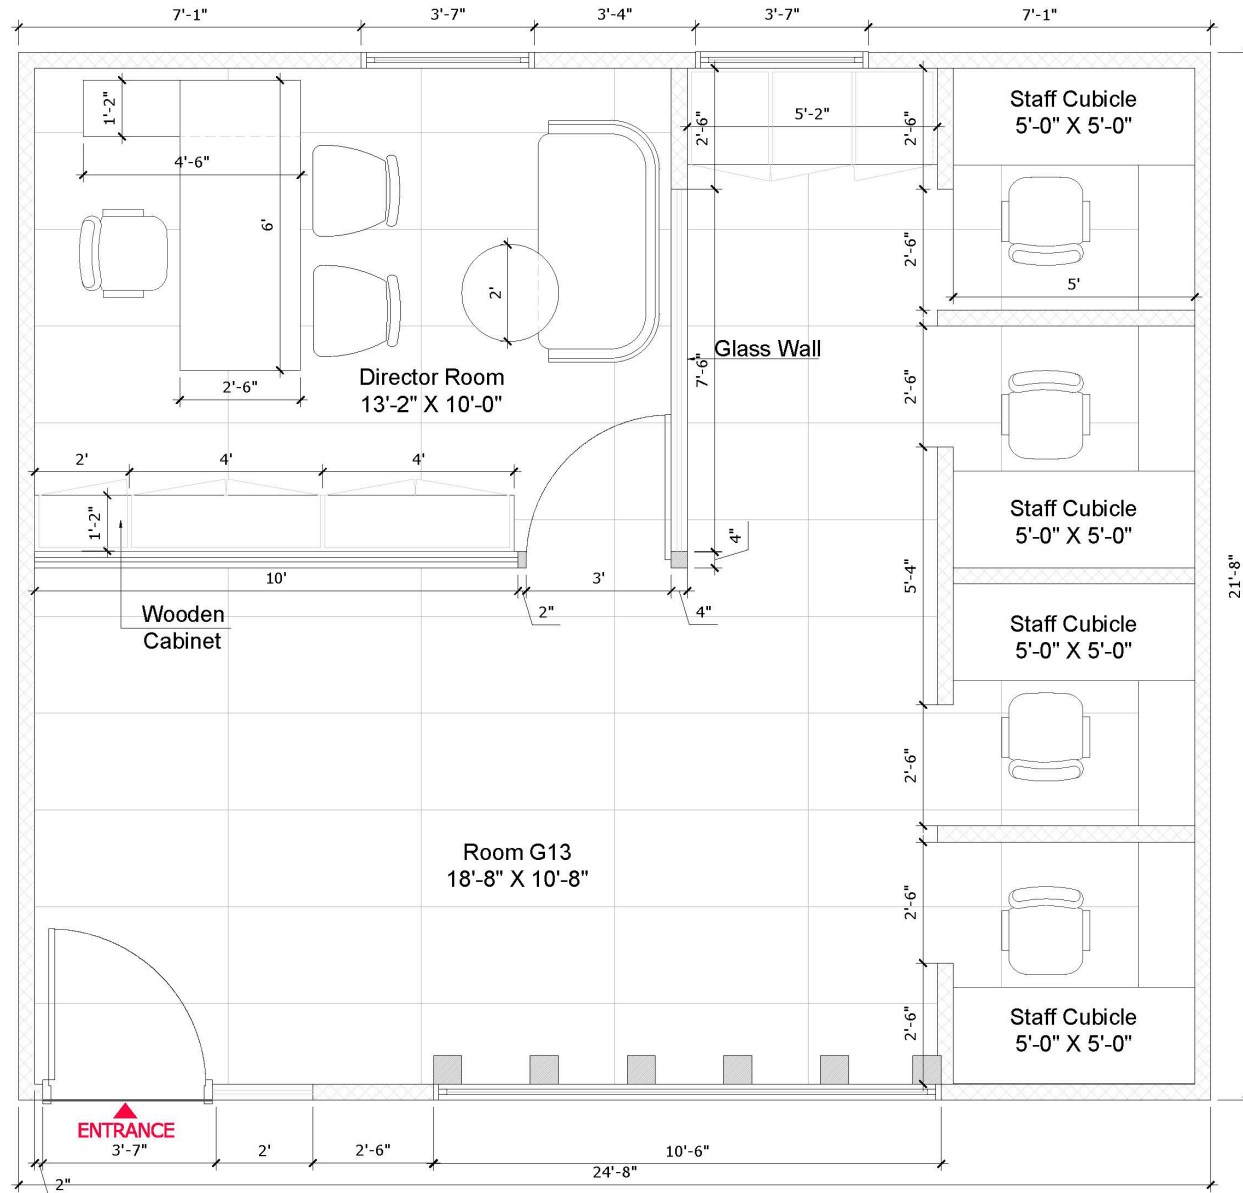 7'-1" 3'-7" 3'-4" 3'-7" 7'-1"
Staff Cubicle
5'-0" X 5'-0"
1'-2"
5'-2"
2'-6"
2'-6"
4'-6"
6'
2'-6"
5'
2'
Glass Wall
7'-6"
Director Room
13'-2" X 10'-0"
2'-6"
2'-6"
2' 4' 4'
1'-2"
Staff Cubicle
5'-0" X 5'-0"
4"
10' 3'
2" 4"
5'-4"
21'-8"
Wooden
Cabinet
Staff Cubicle
5'-0" X 5'-0"
2'-6"
Room G13
18'-8" X 10'-8"
2'-6"
2'-6"
Staff Cubicle
5'-0" X 5'-0"
ENTRANCE
3'-7" 2' 2'-6" 10'-6"
24'-8"
2"